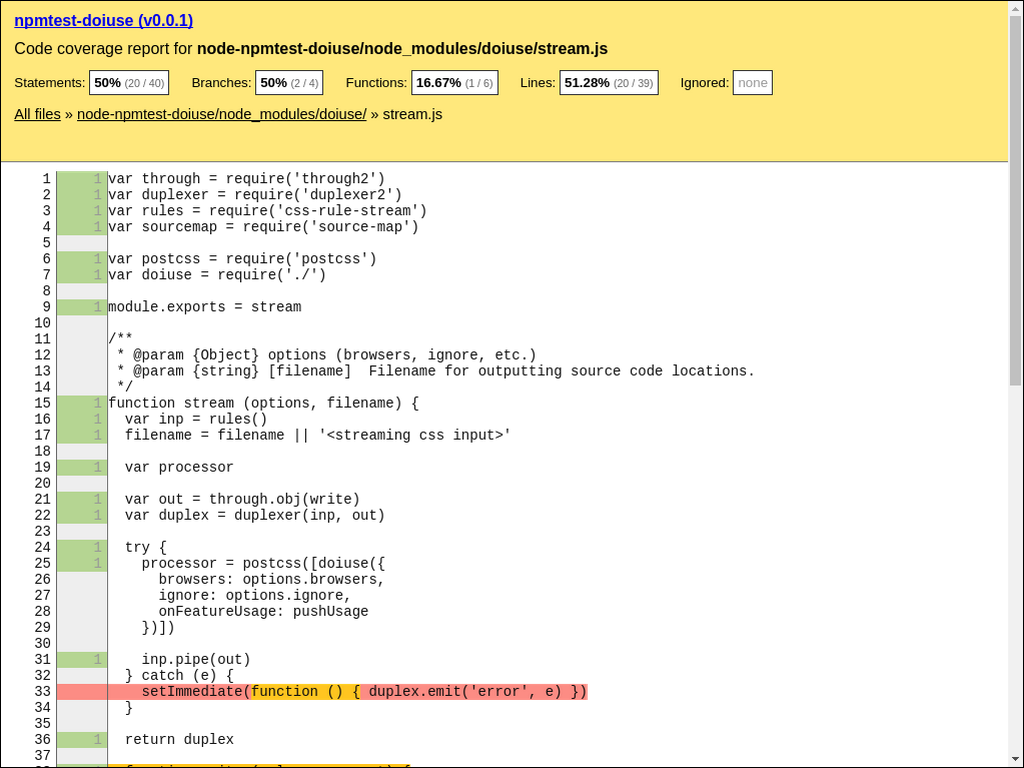 npmtest-doiuse (v0.0.1)
Code coverage report for node-npmtest-doiuse/node_modules/doiuse/stream.js
Statements: 50% (20 / 40) Branches: 50% (2 / 4) Functions: 16.67% (1 / 6) Lines: 51.28% (20 / 39) Ignored: none
All files » node-npmtest-doiuse/node_modules/doiuse/ » stream.js
1 1 var through = require('through2')
2 1 var duplexer = require('duplexer2')
3 1 var rules = require('css-rule-stream')
4 1 var sourcemap = require('source-map')
5
6 1 var postcss = require('postcss')
7 1 var doiuse = require('./')
8
9 1 module.exports = stream
10
11 /**
12  * @param {Object} options (browsers, ignore, etc.)
13  * @param {string} [filename]  Filename for outputting source code locations.
14  */
15 1 function stream (options, filename) {
16 1   var inp = rules()
17 1   filename = filename || '<streaming css input>'
18
19 1   var processor
20
21 1   var out = through.obj(write)
22 1   var duplex = duplexer(inp, out)
23
24 1   try {
25 1     processor = postcss([doiuse({
26       browsers: options.browsers,
27       ignore: options.ignore,
28       onFeatureUsage: pushUsage
29     })])
30
31 1     inp.pipe(out)
32   } catch (e) {
33     setImmediate(function () { duplex.emit('error', e) })
34   }
35
36 1   return duplex
37